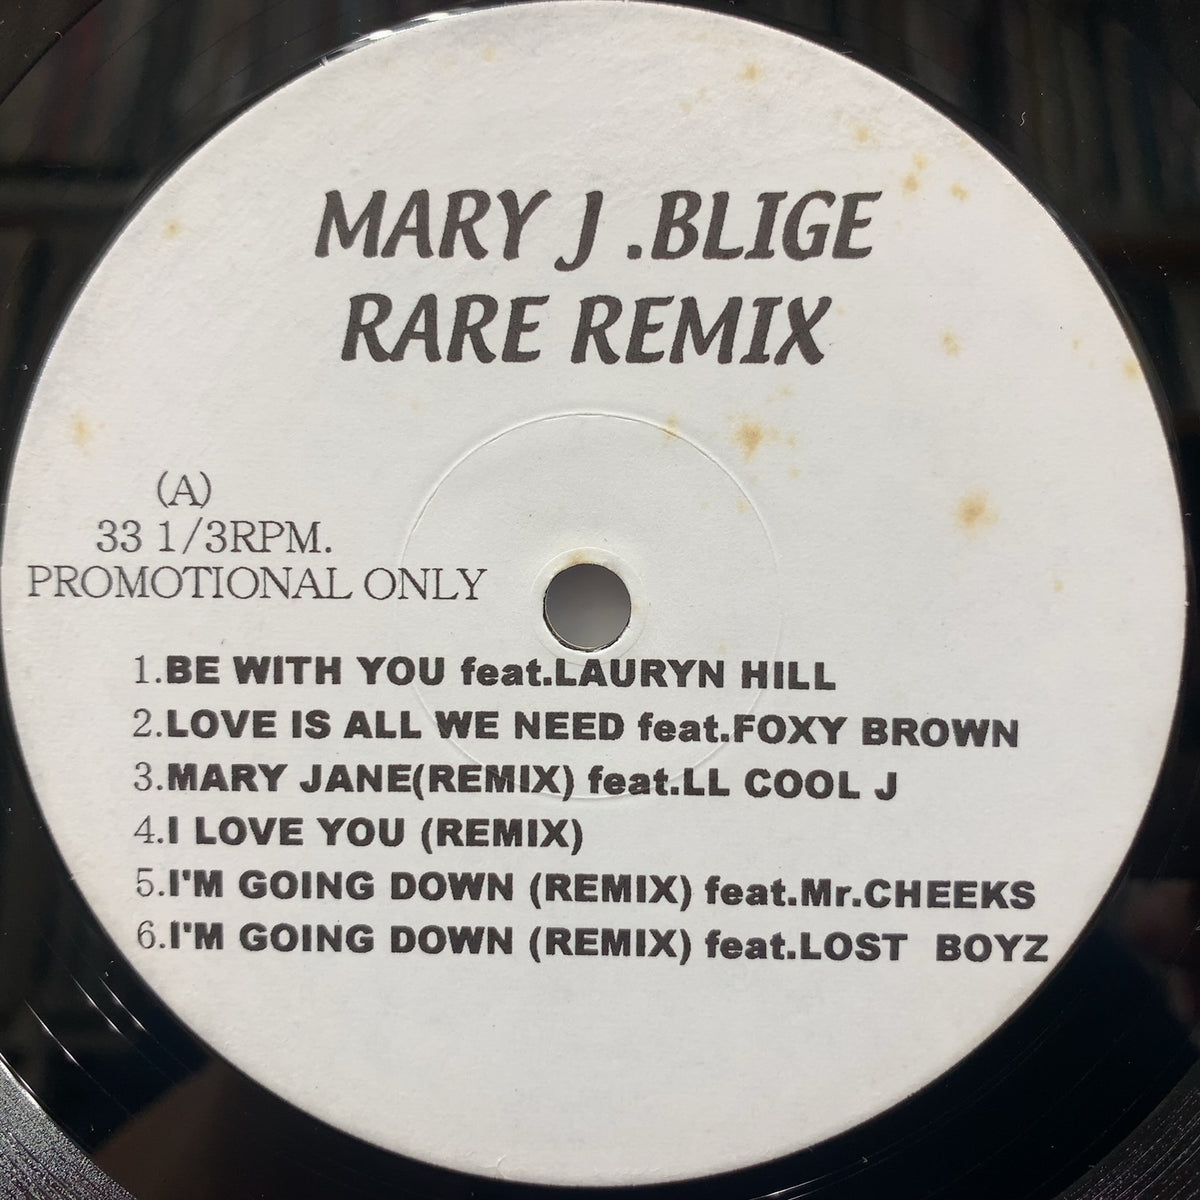 MARY J .BLIGE
RARE REMIX
(A)
33 1/3RPM.
PROMOTIONAL ONLY
1.BE WITH YOU feat.LAURYN HILL
2.LOVE IS ALL WE NEED feat.FOXY BROWN
3.MARY JANE(REMIX) feat.LL COOL J
4.I LOVE YOU (REMIX)
5.I'M GOING DOWN (REMIX) feat.Mr.CHEEKS
6.I'M GOING DOWN (REMIX) feat.LOST BOYZ